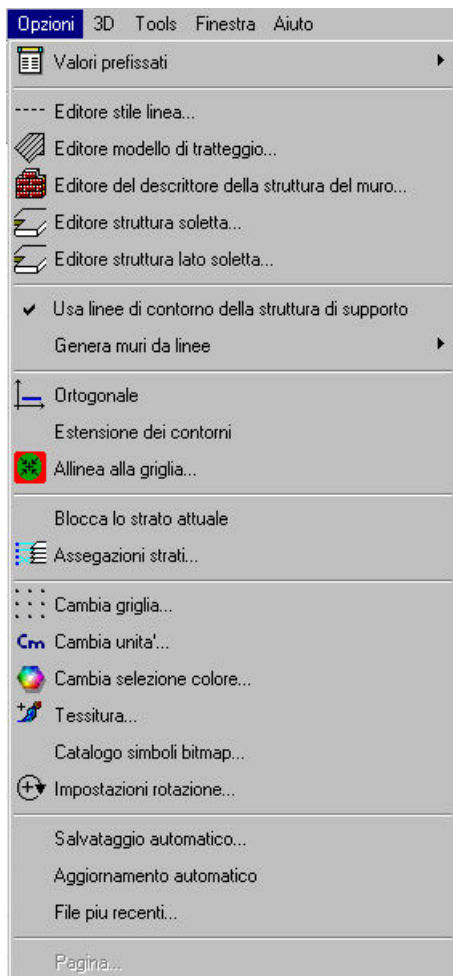 Opzioni 3D Tools Finestra Aiuto
Valori prefissati
Editore stile linea...
Editore modello di tratteggio...
Editore del descrittore della struttura del muro...
Editore struttura soletta...
Editore struttura lato soletta...
Usa linee di contorno della struttura di supporto
Genera muri da linee
Ortogonale
Estensione dei contorni
Allinea alla griglia...
Blocca lo strato attuale
Assegazioni strati...
Cambia griglia...
Cm Cambia unita'...
Cambia selezione colore...
Tessitura...
Catalogo simboli bitmap...
Impostazioni rotazione...
Salvataggio automatico...
Aggiornamento automatico
File piu recenti...
Pagina...